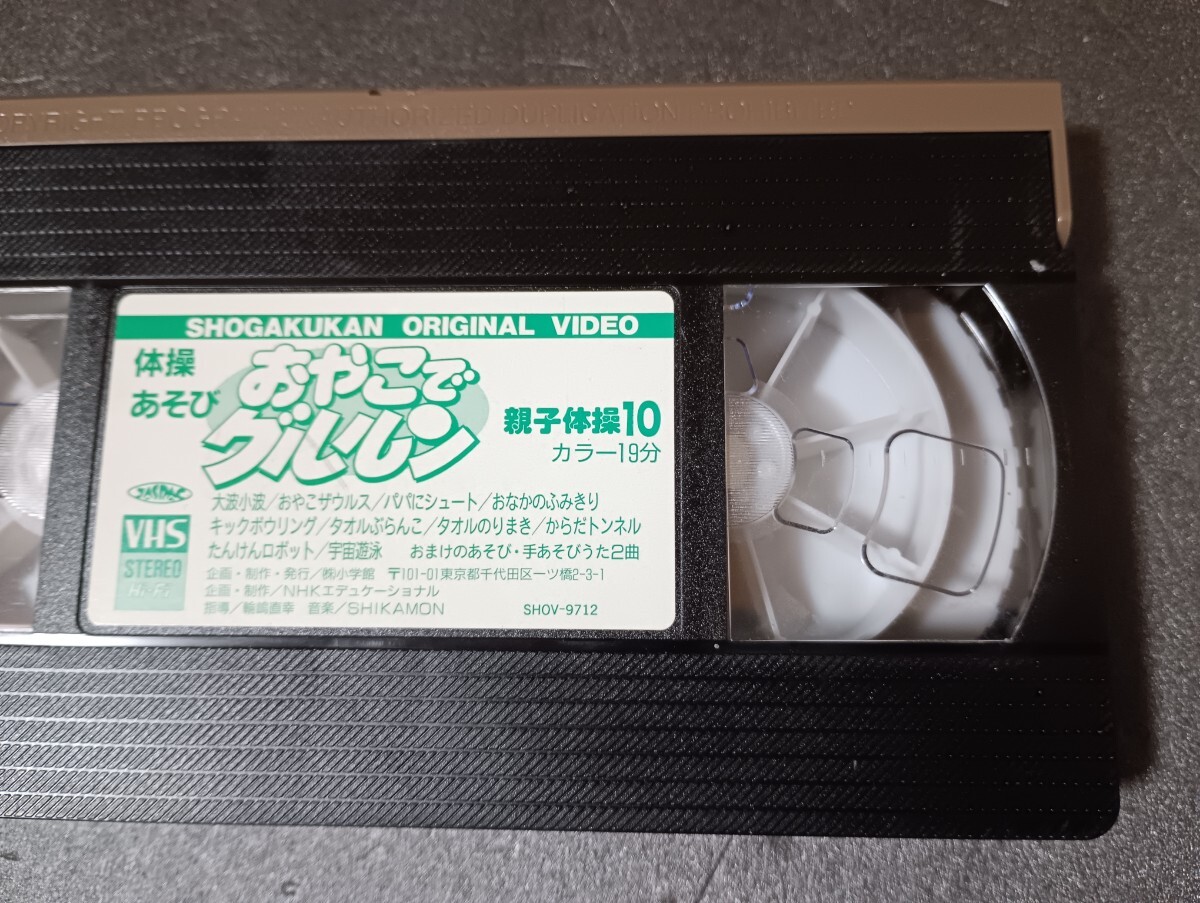 SHOGAKUKAN ORIGINAL VIDEO
体操
あそび
おやこで
グルルン
親子体操10
カラー19分
大波小波/おやこザウルス/パパにシュート/おなかのふみきり
キックボウリング/タオルぶらんこ/タオルのりまき/からだトンネル
たんけんロボット/宇宙遊泳 おまけのあそび・手あそびうた2曲
VHS
STEREO
Hi-Fi
企画・制作・発行/㈱小学館 〒101-01東京都千代田区一ツ橋2-3-1
企画・制作/NHKエデュケーショナル
指導/輪嶋直幸 音楽/SHIKAMON
SHOV-9712